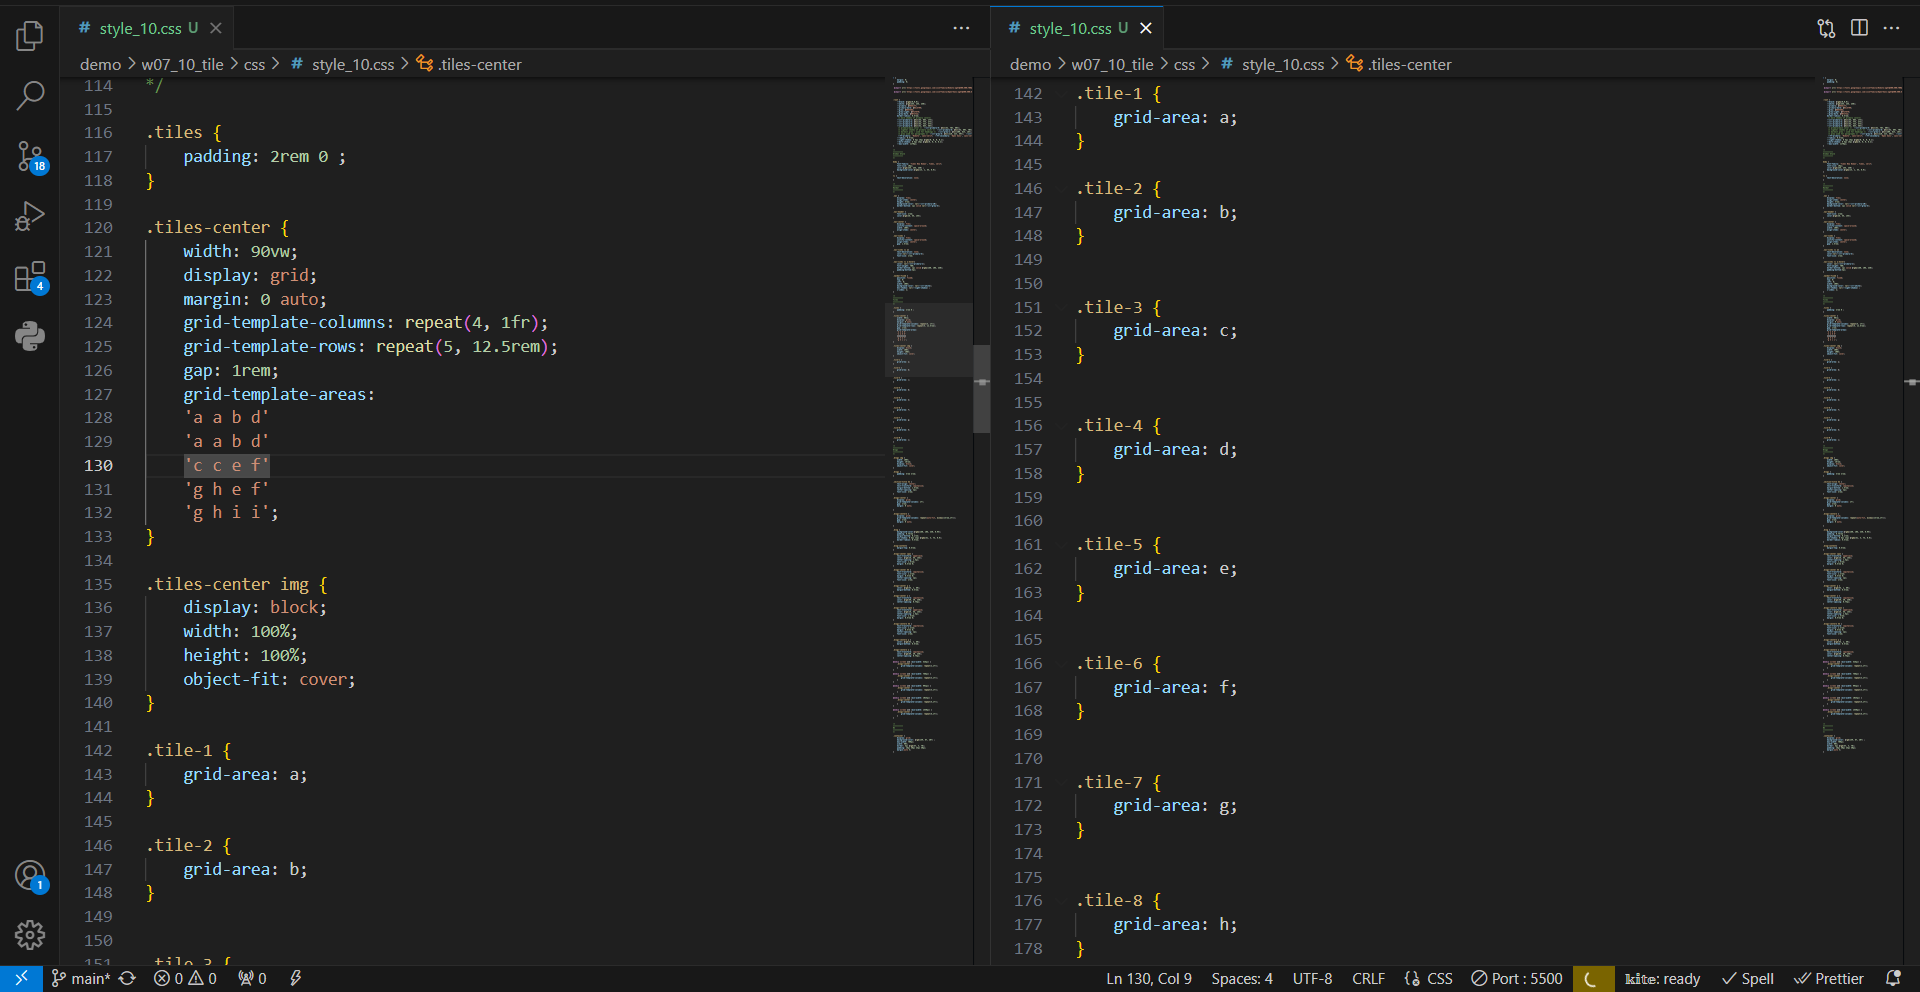 # style_10.css U
demo > w07_10_tile > css > # style_10.css > .tiles-center
114 */
115
116 .tiles {
117 padding: 2rem 0 ;
118 }
119
120 .tiles-center {
121 width: 90vw;
122 display: grid;
123 margin: 0 auto;
124 grid-template-columns: repeat(4, 1fr);
125 grid-template-rows: repeat(5, 12.5rem);
126 gap: 1rem;
127 grid-template-areas:
128 'a a b d'
129 'a a b d'
130 'c c e f'
131 'g h e f'
132 'g h i i';
133 }
134
135 .tiles-center img {
136 display: block;
137 width: 100%;
138 height: 100%;
139 object-fit: cover;
140 }
141
142 .tile-1 {
143 grid-area: a;
144 }
145
146 .tile-2 {
147 grid-area: b;
148 }
149
150
151 .tile-3 {
# style_10.css U
demo > w07_10_tile > css > # style_10.css > .tiles-center
142 .tile-1 {
143 grid-area: a;
144 }
145
146 .tile-2 {
147 grid-area: b;
148 }
149
150
151 .tile-3 {
152 grid-area: c;
153 }
154
155
156 .tile-4 {
157 grid-area: d;
158 }
159
160
161 .tile-5 {
162 grid-area: e;
163 }
164
165
166 .tile-6 {
167 grid-area: f;
168 }
169
170
171 .tile-7 {
172 grid-area: g;
173 }
174
175
176 .tile-8 {
177 grid-area: h;
178 }
18
4
1
main* 0 0 0 Ln 130, Col 9 Spaces: 4 UTF-8 CRLF {} CSS Port : 5500 kite: ready Spell Prettier